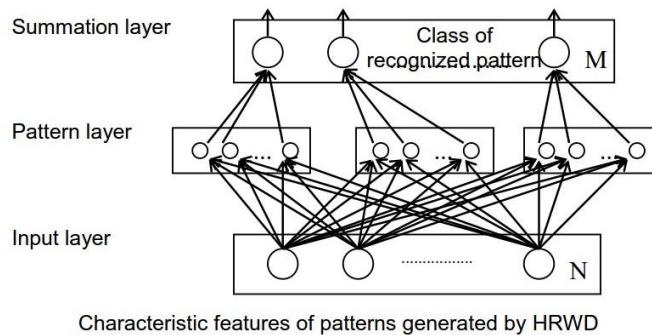 Summation layer
Class of
recognized pattern
M
Pattern layer
Input layer
N
Characteristic features of patterns generated by HRWD